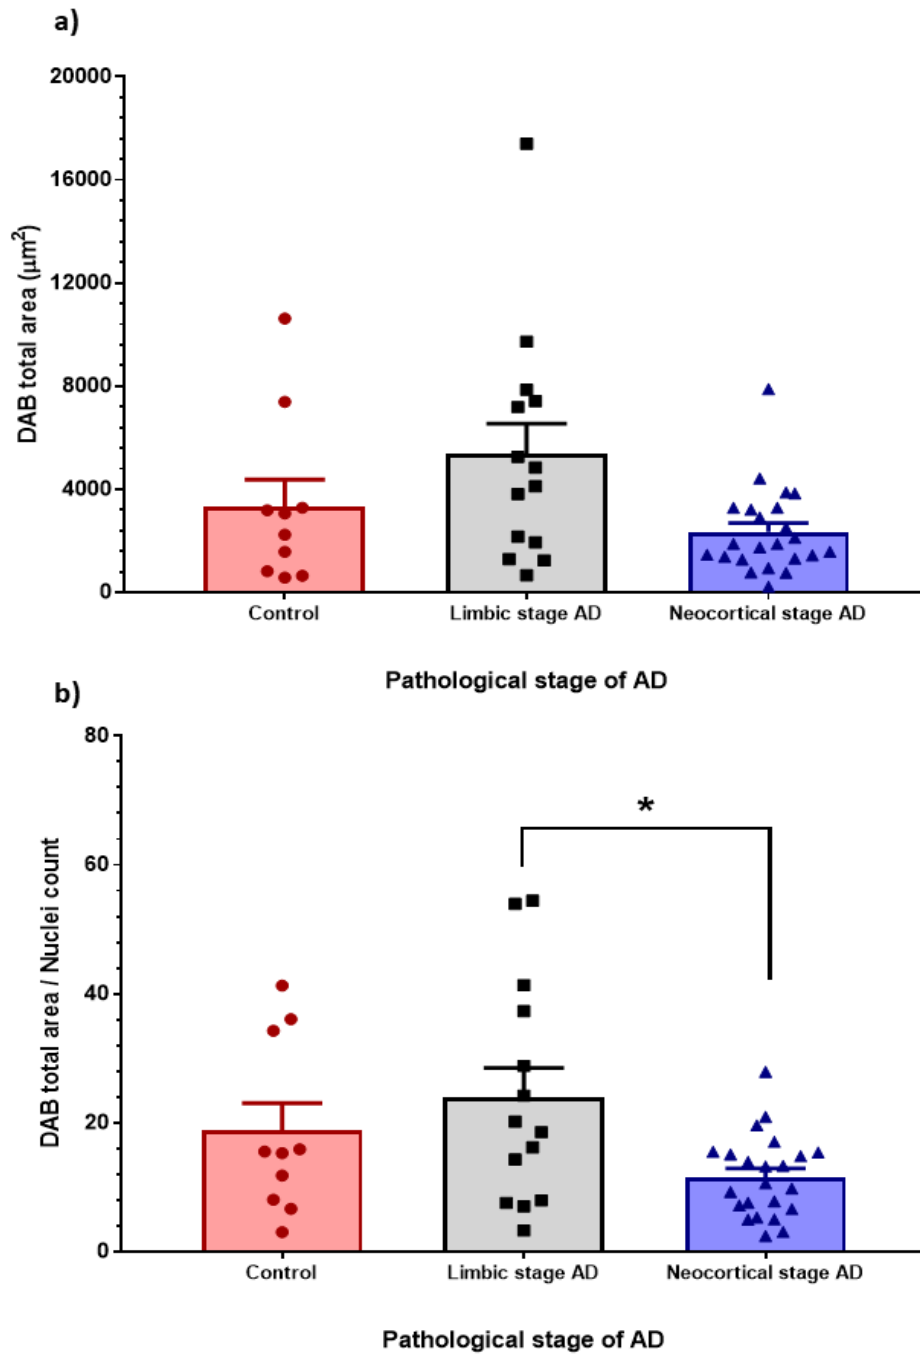 a)
20000
16000
12000
8000
4000
0
DAB total area (μm²)
Control
Limbic stage AD
Neocortical stage AD
Pathological stage of AD
b)
80
60
40
20
0
DAB total area / Nuclei count
*
Control
Limbic stage AD
Neocortical stage AD
Pathological stage of AD